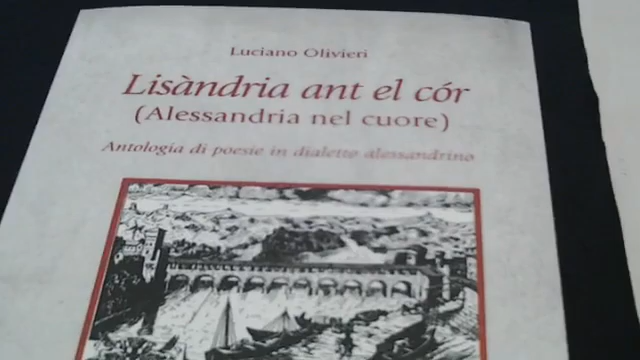 Luciano Olivieri
Lisàndria ant el cór
(Alessandria nel cuore)
Antologia di poesie in dialetto alessandrino